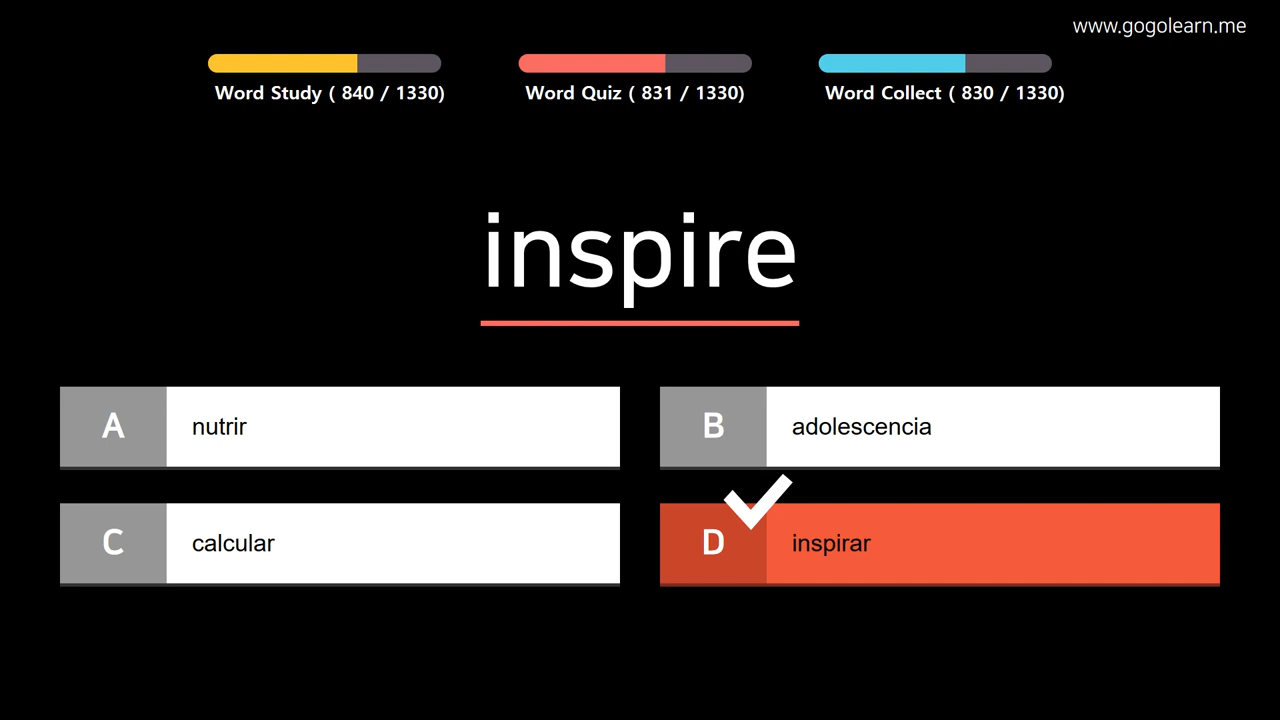 www.gogolearn.me
Word Study ( 840 / 1330)
Word Quiz ( 831 / 1330)
Word Collect ( 830 / 1330)
inspire
A nutrir
B adolescencia
C calcular
D inspirar